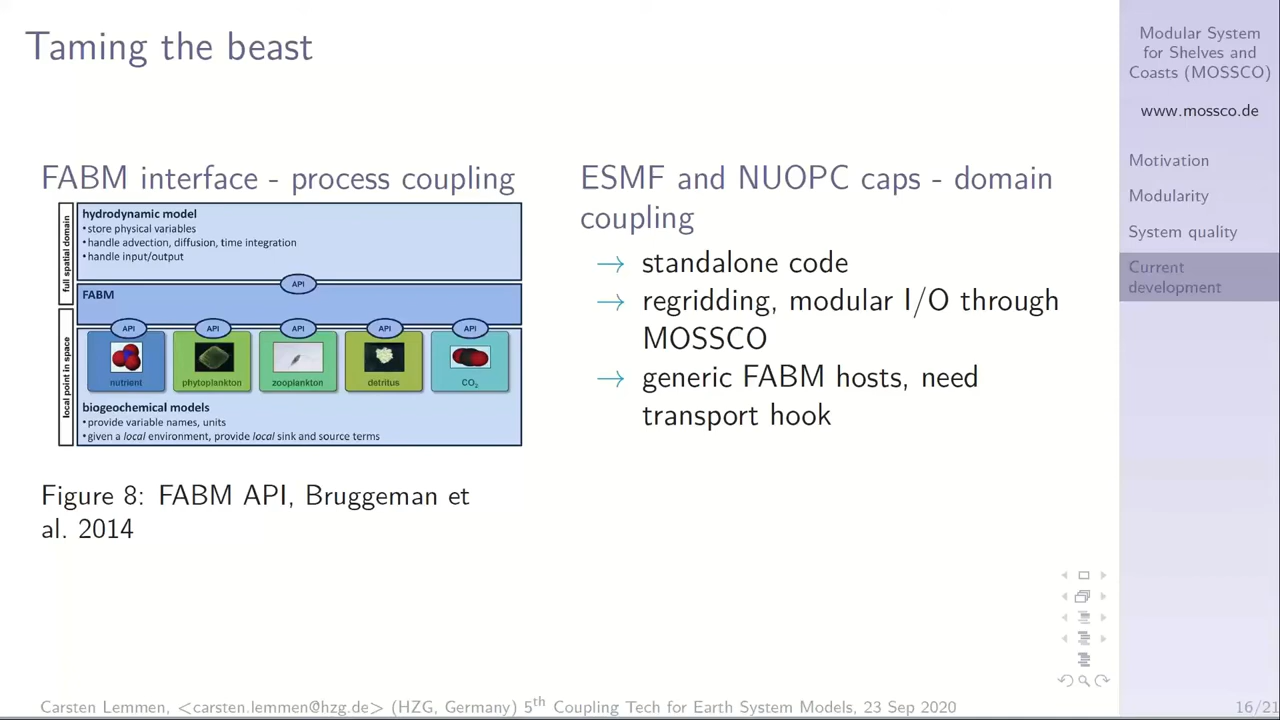 Taming the beast
FABM interface - process coupling
full spatial domain
hydrodynamic model
• store physical variables
• handle advection, diffusion, time integration
• handle input/output
API
FABM
local point in space
API API API API API
nutrient phytoplankton zooplankton detritus CO₂
biogeochemical models
• provide variable names, units
• given a local environment, provide local sink and source terms
Figure 8: FABM API, Bruggeman et
al. 2014
ESMF and NUOPC caps - domain
coupling
→ standalone code
→ regridding, modular I/O through
MOSSCO
→ generic FABM hosts, need
transport hook
Modular System
for Shelves and
Coasts (MOSSCO)
www.mossco.de
Motivation
Modularity
System quality
Current
development
Carsten Lemmen, <carsten.lemmen@hzg.de> (HZG, Germany) 5th Coupling Tech for Earth System Models, 23 Sep 2020
16/21